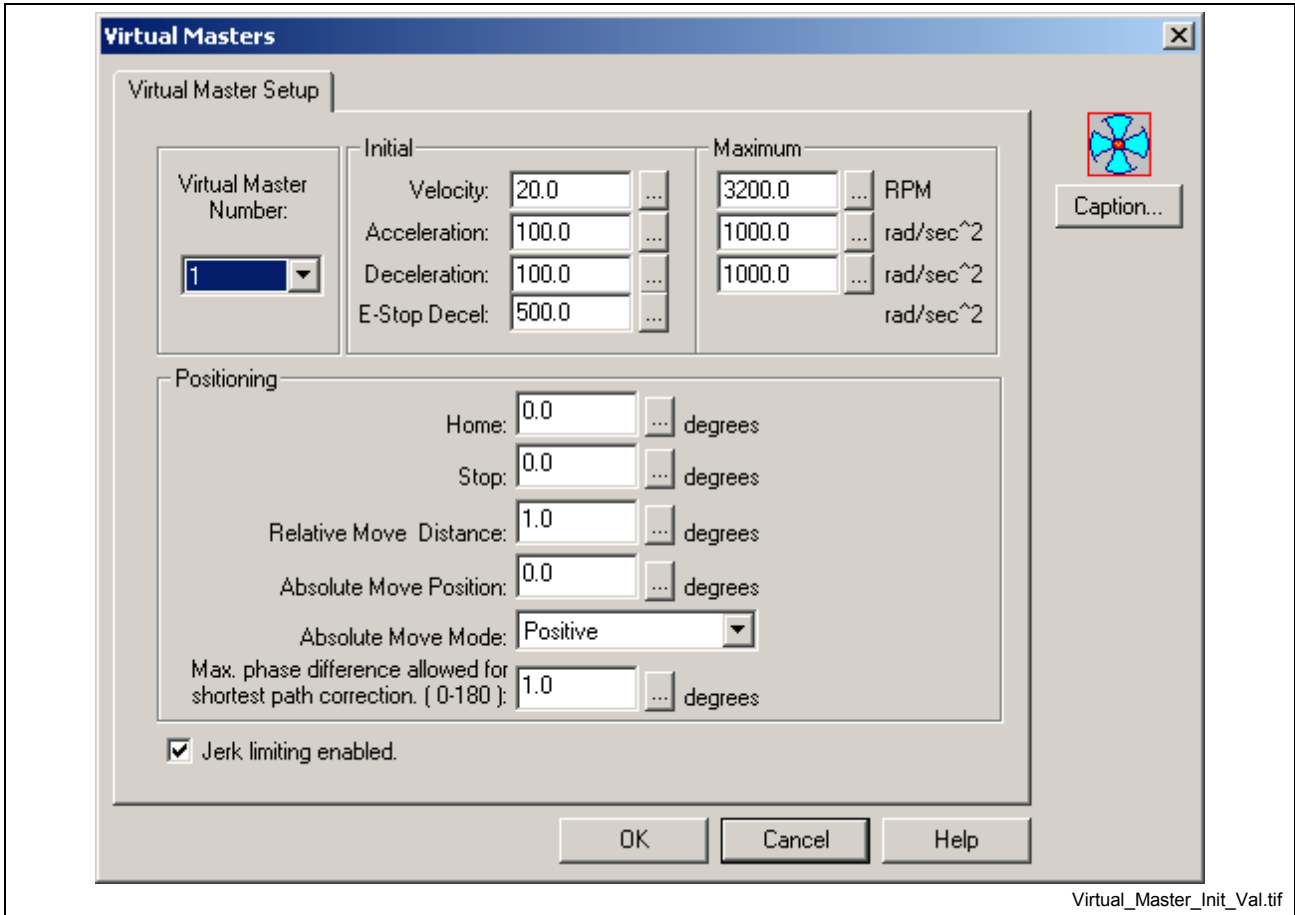 Virtual Masters
Virtual Master Setup
Virtual Master
Number:
1
Initial
Maximum
Velocity: 20.0 ... 3200.0 ... RPM
Acceleration: 100.0 ... 1000.0 ... rad/sec^2
Deceleration: 100.0 ... 1000.0 ... rad/sec^2
E-Stop Decel: 500.0 ... rad/sec^2
Caption...
Positioning
Home: 0.0 ... degrees
Stop: 0.0 ... degrees
Relative Move Distance: 1.0 ... degrees
Absolute Move Position: 0.0 ... degrees
Absolute Move Mode: Positive
Max. phase difference allowed for
shortest path correction. ( 0-180 ): 1.0 ... degrees
Jerk limiting enabled.
OK Cancel Help
Virtual_Master_Init_Val.tif